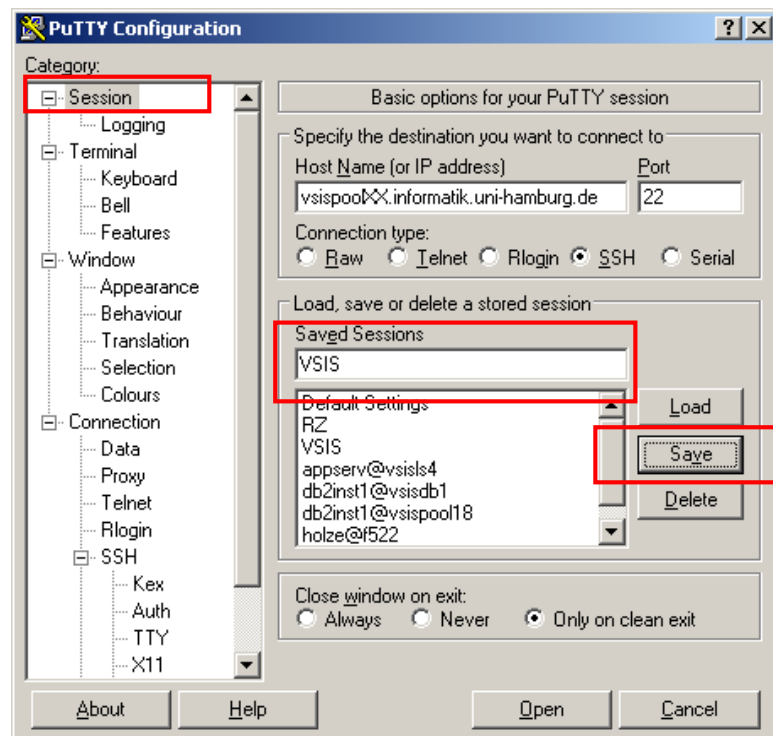 PuTTY Configuration
Category:
Session
Logging
Terminal
Keyboard
Bell
Features
Window
Appearance
Behaviour
Translation
Selection
Colours
Connection
Data
Proxy
Telnet
Rlogin
SSH
Kex
Auth
TTY
X11
Basic options for your PuTTY session
Specify the destination you want to connect to
Host Name (or IP address) Port
vsispoolXX.informatik.uni-hamburg.de 22
Connection type:
Raw Telnet Rlogin SSH Serial
Load, save or delete a stored session
Saved Sessions
VSIS
Default Settings
RZ
VSIS
appserv@vsisls4
db2inst1@vsisdb1
db2inst1@vsispool18
holze@f522
Load
Save
Delete
Close window on exit:
Always Never Only on clean exit
About Help Open Cancel